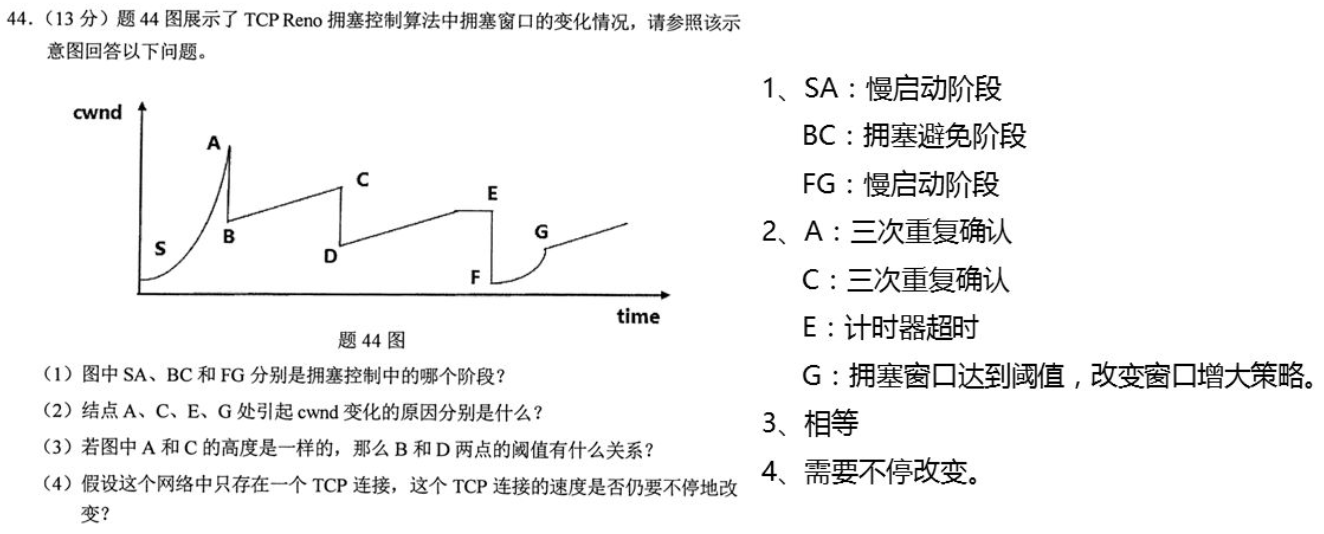 44.（13 分）题 44 图展示了 TCP Reno 拥塞控制算法中拥塞窗口的变化情况，请参照该示
意图回答以下问题。
cwnd
A
C
E
S
B
D
G
F
time
题 44 图
（1）图中 SA、BC 和 FG 分别是拥塞控制中的哪个阶段？
（2）结点 A、C、E、G 处引起 cwnd 变化的原因分别是什么？
（3）若图中 A 和 C 的高度是一样的，那么 B 和 D 两点的阈值有什么关系？
（4）假设这个网络中只存在一个 TCP 连接，这个 TCP 连接的速度是否仍要不停地改
变？
1、SA：慢启动阶段
BC：拥塞避免阶段
FG：慢启动阶段
2、A：三次重复确认
C：三次重复确认
E：计时器超时
G：拥塞窗口达到阈值，改变窗口增大策略。
3、相等
4、需要不停改变。